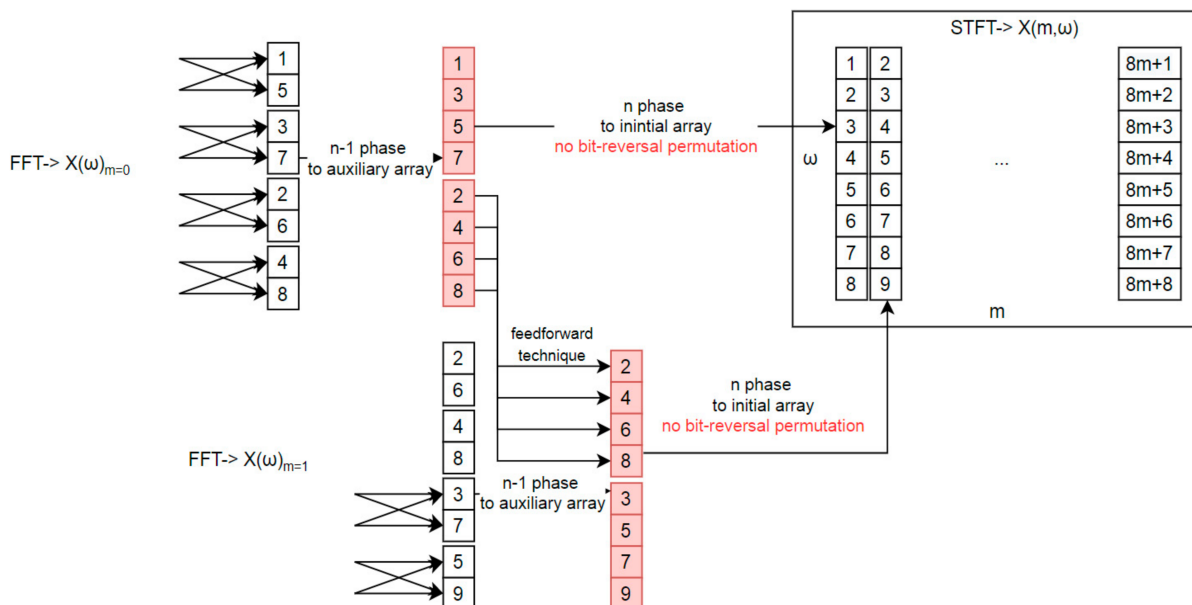 STFT-> X(m,ω)
FFT-> X(ω)m=0
1
5
3
7
2
6
4
8
n-1 phase
to auxiliary array
1
3
5
7
2
4
6
8
n phase
to inintial array
no bit-reversal permutation
ω
1 2
2 3
3 4
4 5
5 6
6 7
7 8
8 9
...
8m+1
8m+2
8m+3
8m+4
8m+5
8m+6
8m+7
8m+8
m
FFT-> X(ω)m=1
2
6
4
8
3
7
5
9
feedforward
technique
n-1 phase
to auxiliary array
2
4
6
8
3
5
7
9
n phase
to initial array
no bit-reversal permutation